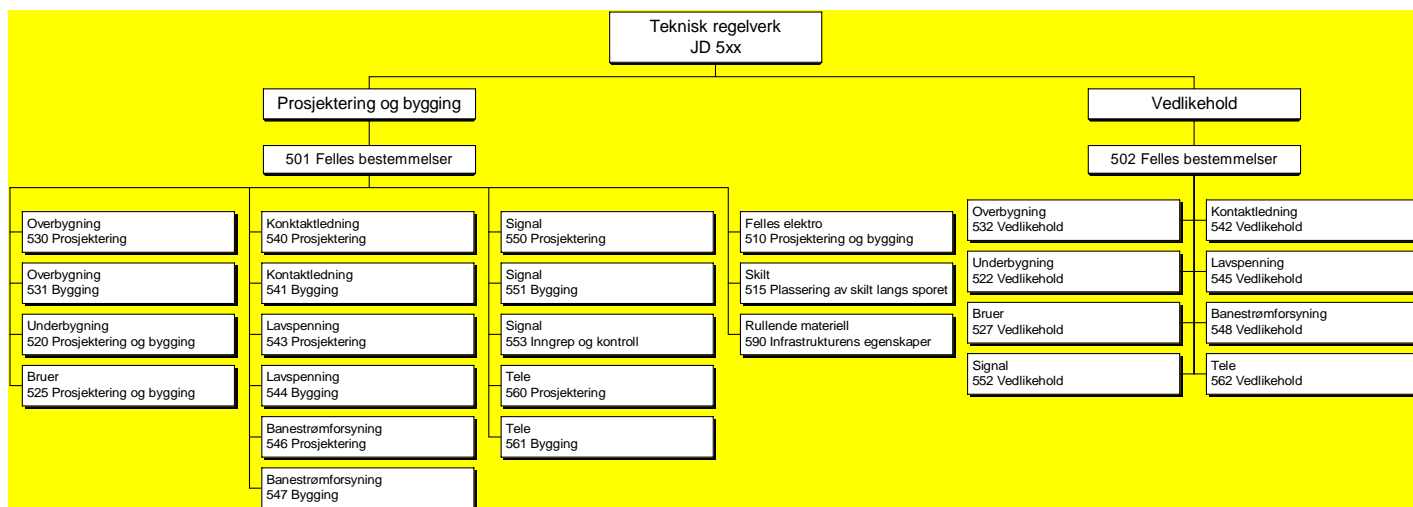 Teknisk regelverk
JD 5xx
Prosjektering og bygging
Vedlikehold
501 Felles bestemmelser
502 Felles bestemmelser
Overbygning
530 Prosjektering
Overbygning
531 Bygging
Underbygning
520 Prosjektering og bygging
Bruer
525 Prosjektering og bygging
Konktaktledning
540 Prosjektering
Kontaktledning
541 Bygging
Lavspenning
543 Prosjektering
Lavspenning
544 Bygging
Banestrømforsyning
546 Prosjektering
Banestrømforsyning
547 Bygging
Signal
550 Prosjektering
Signal
551 Bygging
Signal
553 Inngrep og kontroll
Tele
560 Prosjektering
Tele
561 Bygging
Felles elektro
510 Prosjektering og bygging
Skilt
515 Plassering av skilt langs sporet
Rullende materiell
590 Infrastrukturens egenskaper
Overbygning
532 Vedlikehold
Underbygning
522 Vedlikehold
Bruer
527 Vedlikehold
Signal
552 Vedlikehold
Kontaktledning
542 Vedlikehold
Lavspenning
545 Vedlikehold
Banestrømforsyning
548 Vedlikehold
Tele
562 Vedlikehold